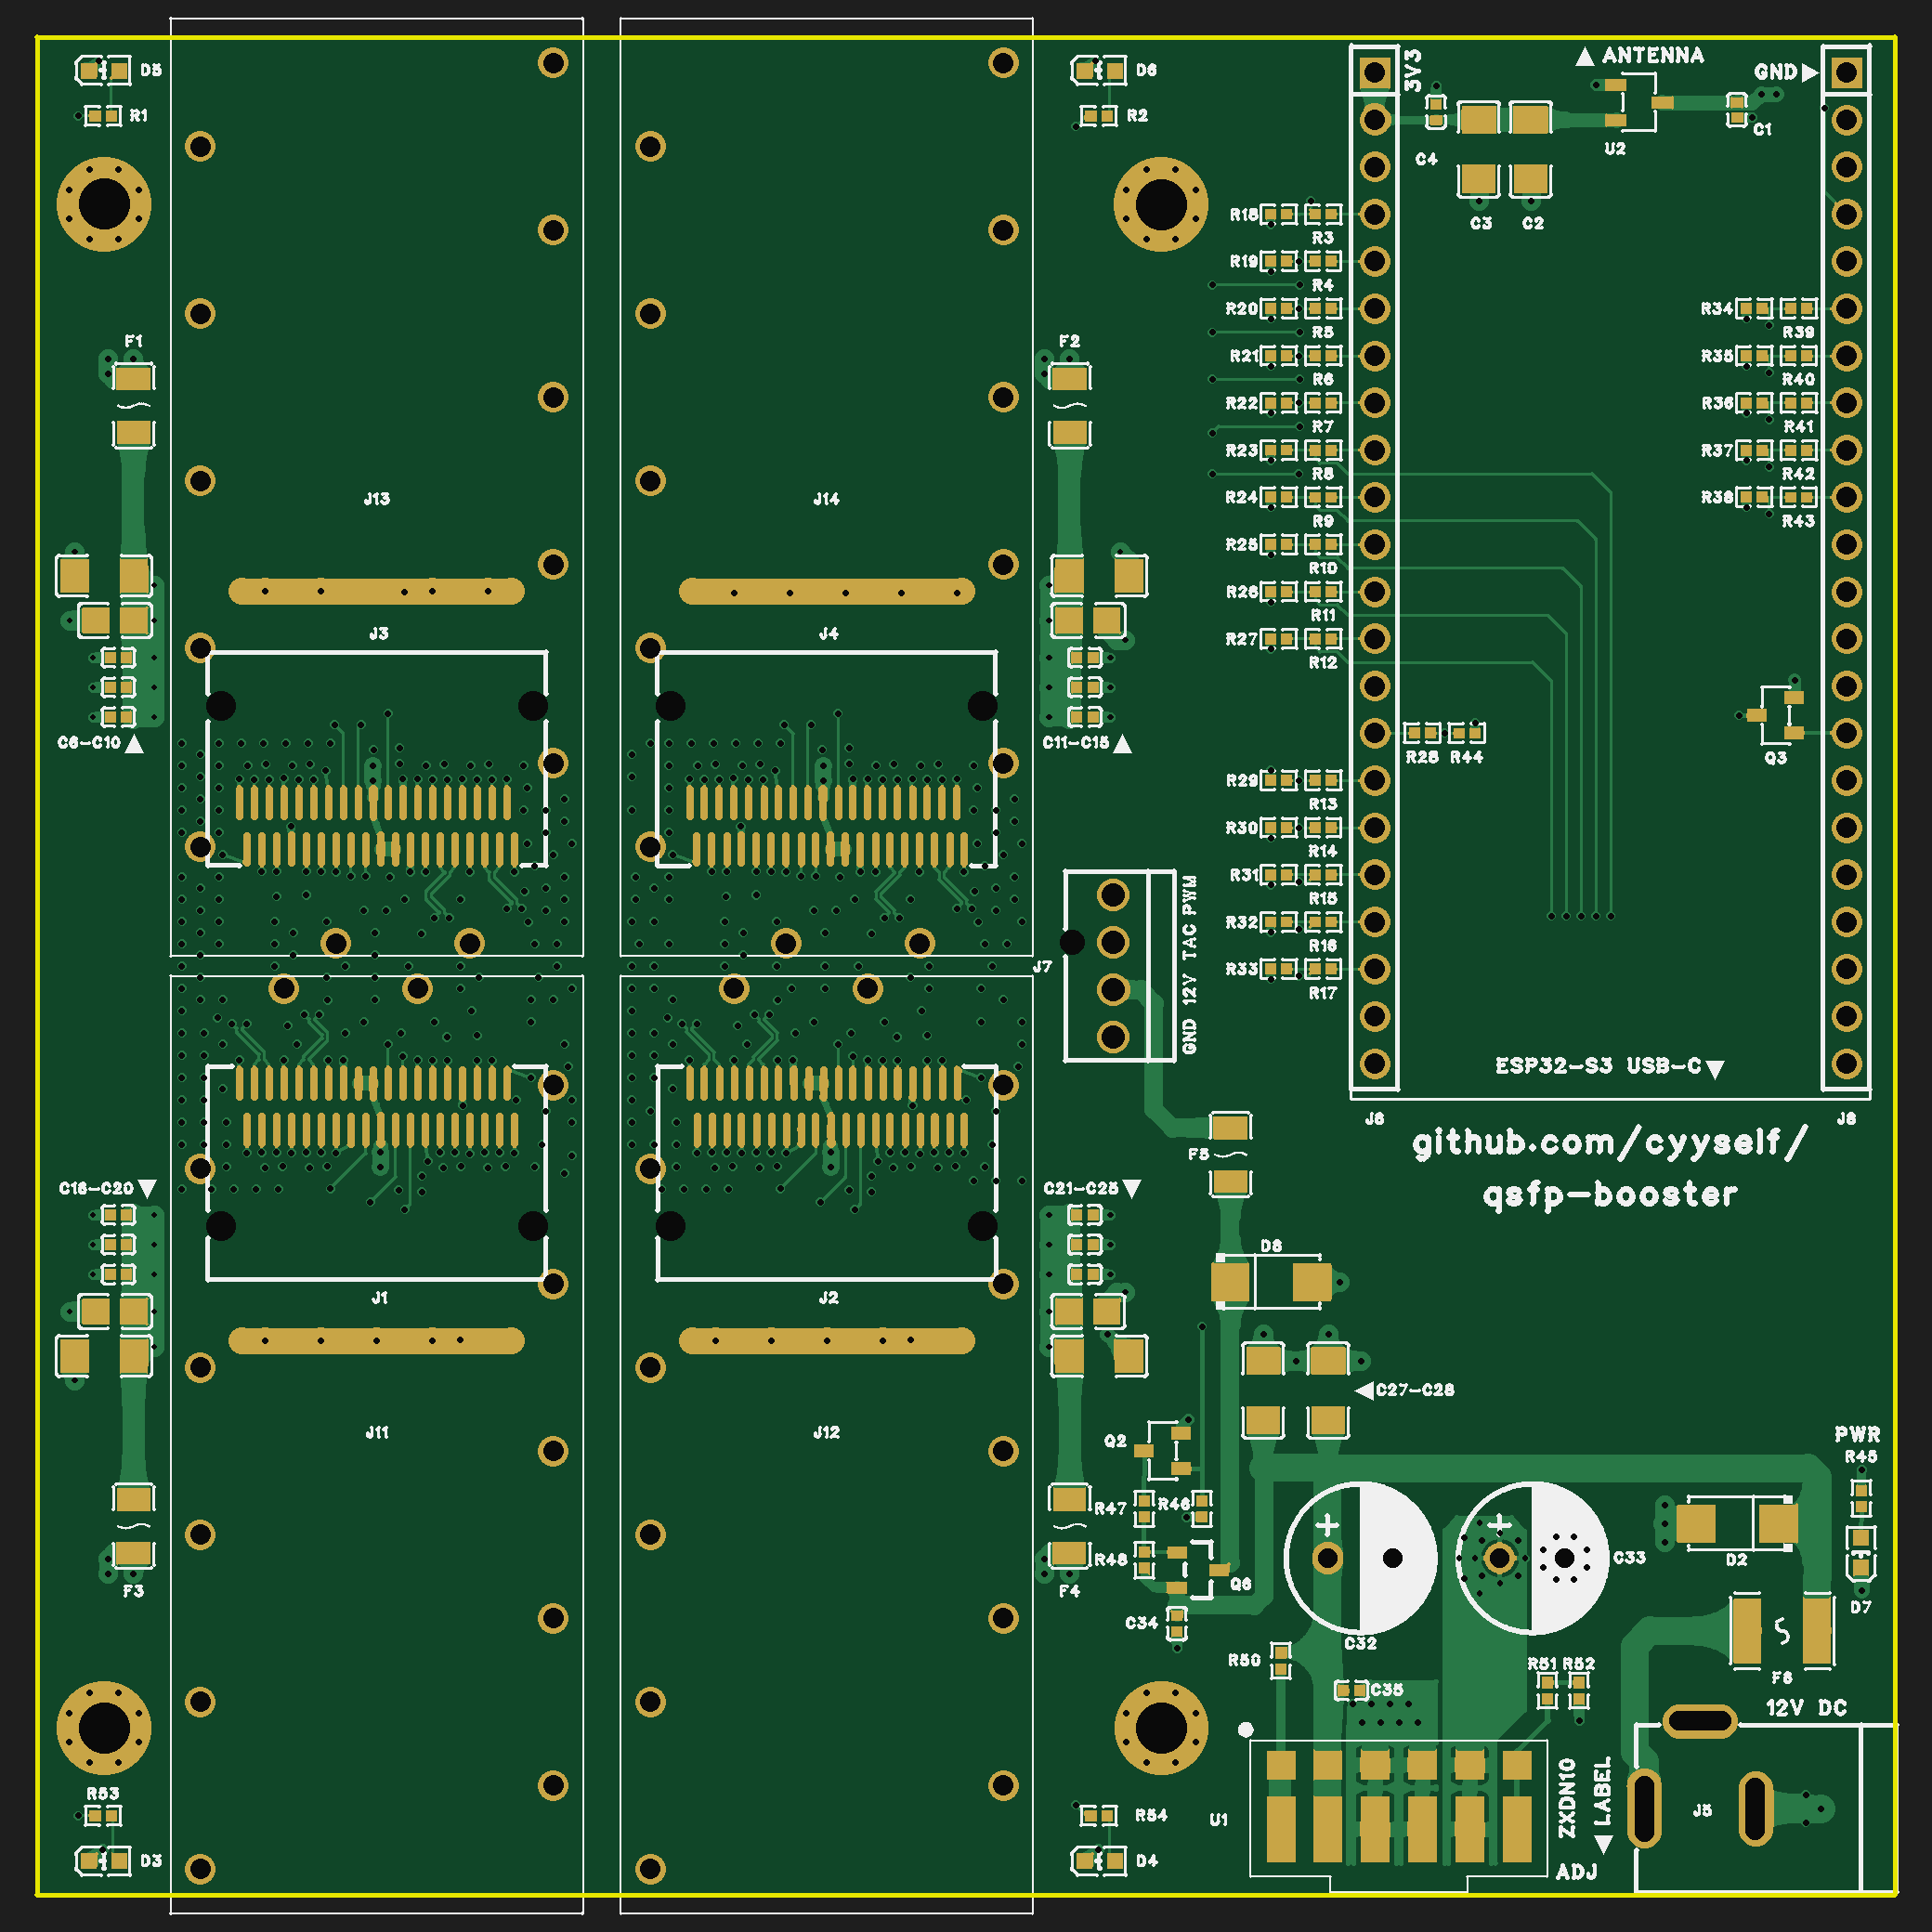 D5
D6
3V3
ANTENNA
GND
R1
R2
C1
U2
C4
C3
C2
R18
R3
R19
R4
R20
R5
R34
R39
F1
F2
R21
R6
R35
R40
R22
R7
R36
R41
R23
R8
R37
R42
J13
J14
R24
R9
R38
R43
R25
R10
R26
R11
J3
J4
R27
R12
C6-C10
C11-C15
R28
R44
Q3
R29
R13
R30
R14
R31
R15
R32
R16
J7
GND 12V TAC PWM
R33
R17
ESP32-S3 USB-C
J6
J8
github.com/cyyself/
F5
qsfp-booster
C16-C20
C21-C25
D8
J1
J2
C27-C28
J11
J12
Q2
PWR
R45
R47
R46
R48
C33
D2
F3
F4
Q6
D7
C34
C32
R50
R51
R52
F6
C35
12V DC
R53
R54
U1
ZXDN10
LABEL
J5
D3
D4
ADJ